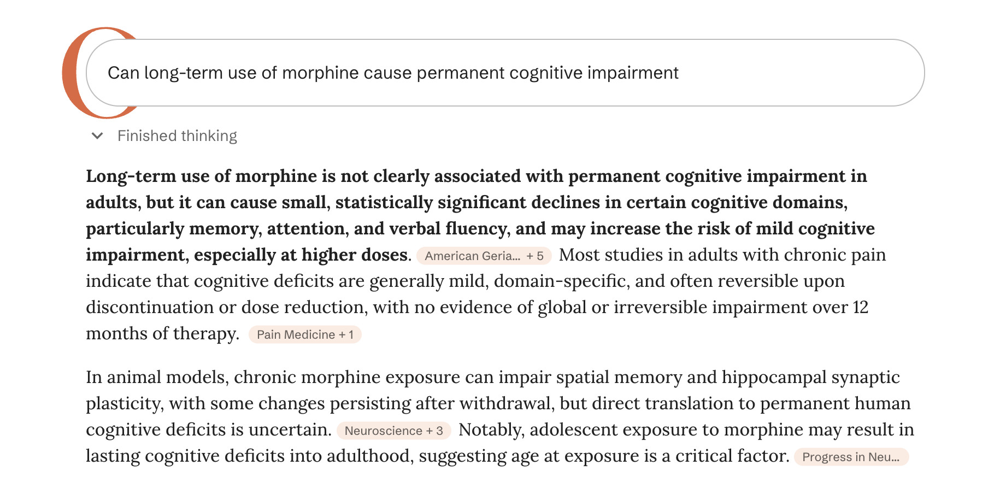 Can long-term use of morphine cause permanent cognitive impairment
Finished thinking
Long-term use of morphine is not clearly associated with permanent cognitive impairment in
adults, but it can cause small, statistically significant declines in certain cognitive domains,
particularly memory, attention, and verbal fluency, and may increase the risk of mild cognitive
impairment, especially at higher doses. American Geria... + 5 Most studies in adults with chronic pain
indicate that cognitive deficits are generally mild, domain-specific, and often reversible upon
discontinuation or dose reduction, with no evidence of global or irreversible impairment over 12
months of therapy. Pain Medicine + 1
In animal models, chronic morphine exposure can impair spatial memory and hippocampal synaptic
plasticity, with some changes persisting after withdrawal, but direct translation to permanent human
cognitive deficits is uncertain. Neuroscience + 3 Notably, adolescent exposure to morphine may result in
lasting cognitive deficits into adulthood, suggesting age at exposure is a critical factor. Progress in Neu...